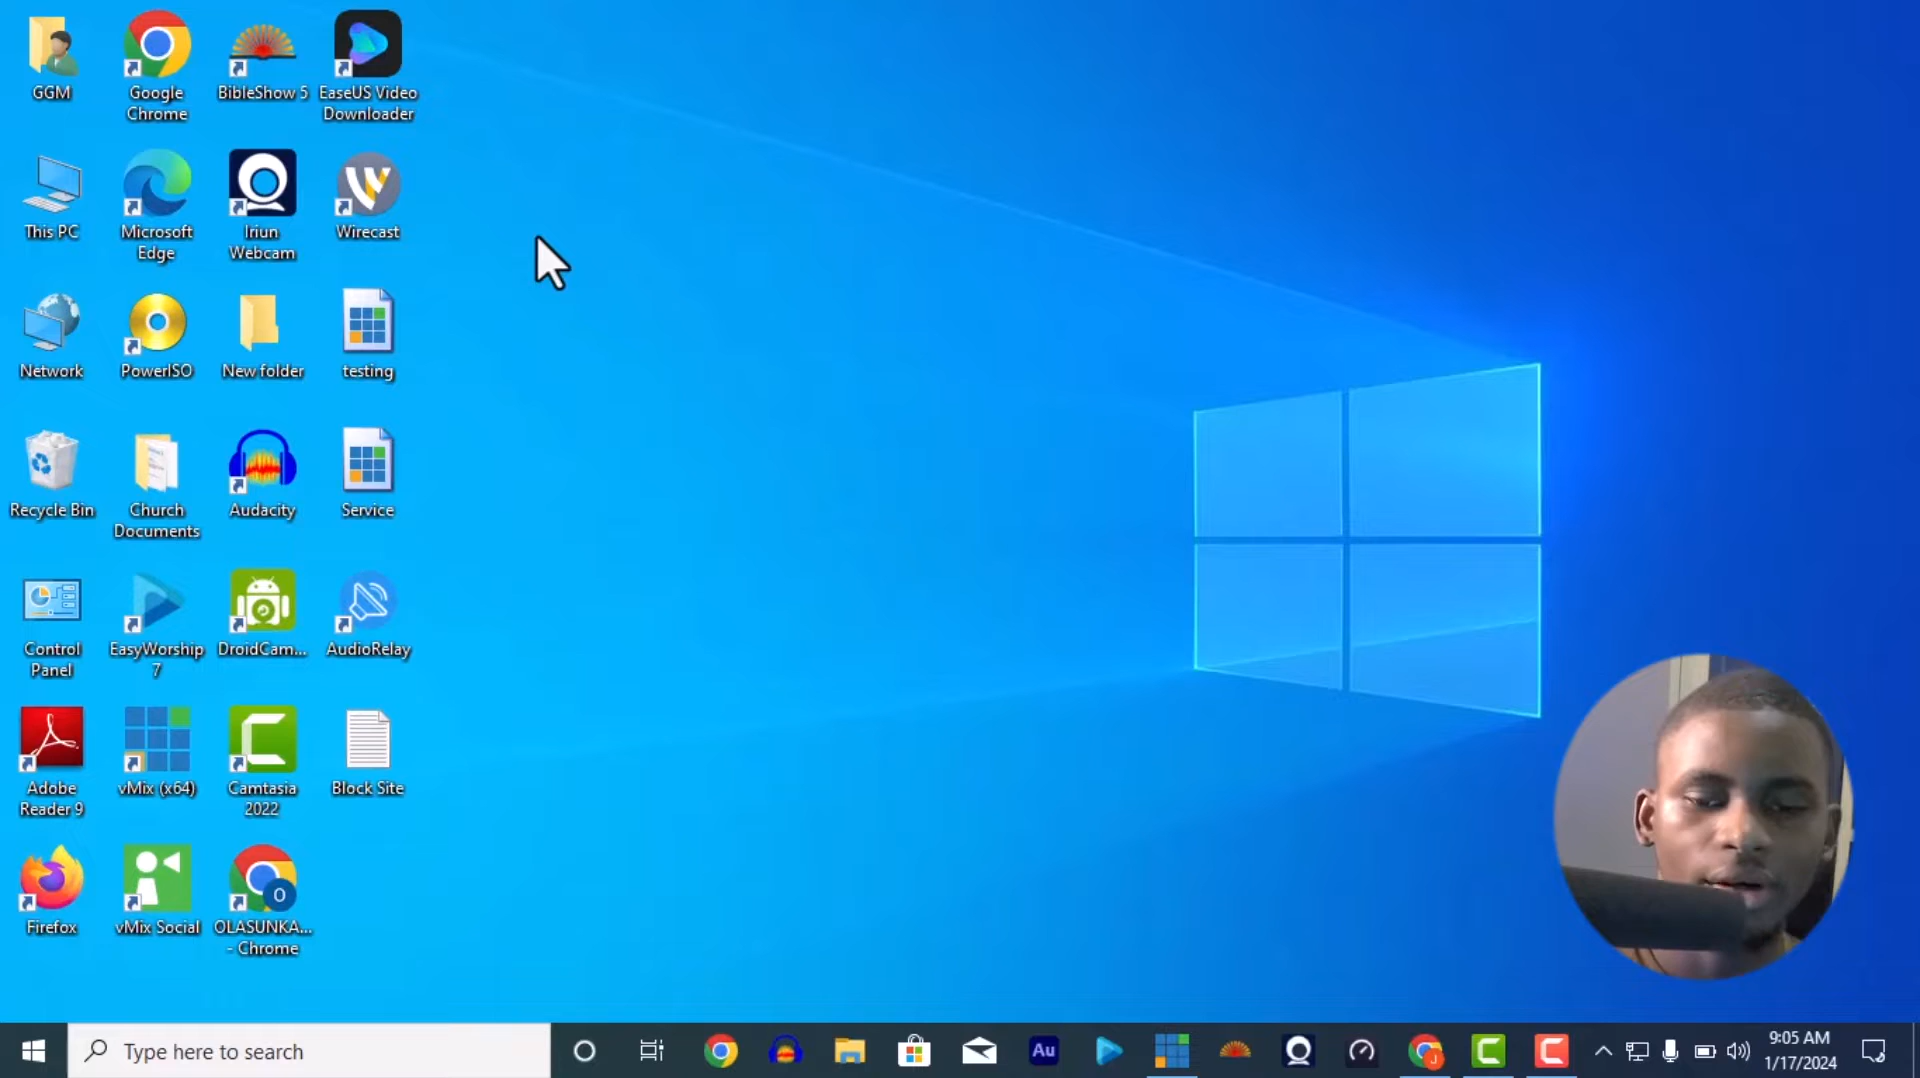 GGM
Google
Chrome
BibleShow 5
EaseUS Video
Downloader
This PC
Microsoft
Edge
Iriun
Webcam
Wirecast
Network
PowerISO
New folder
testing
Recycle Bin
Church
Documents
Audacity
Service
Control
Panel
EasyWorship
7
DroidCam...
AudioRelay
Adobe
Reader 9
vMix (x64)
Camtasia
2022
Block Site
Firefox
vMix Social
O
OLASUNKA...
- Chrome
Type here to search
Au
J
9:05 AM
1/17/2024